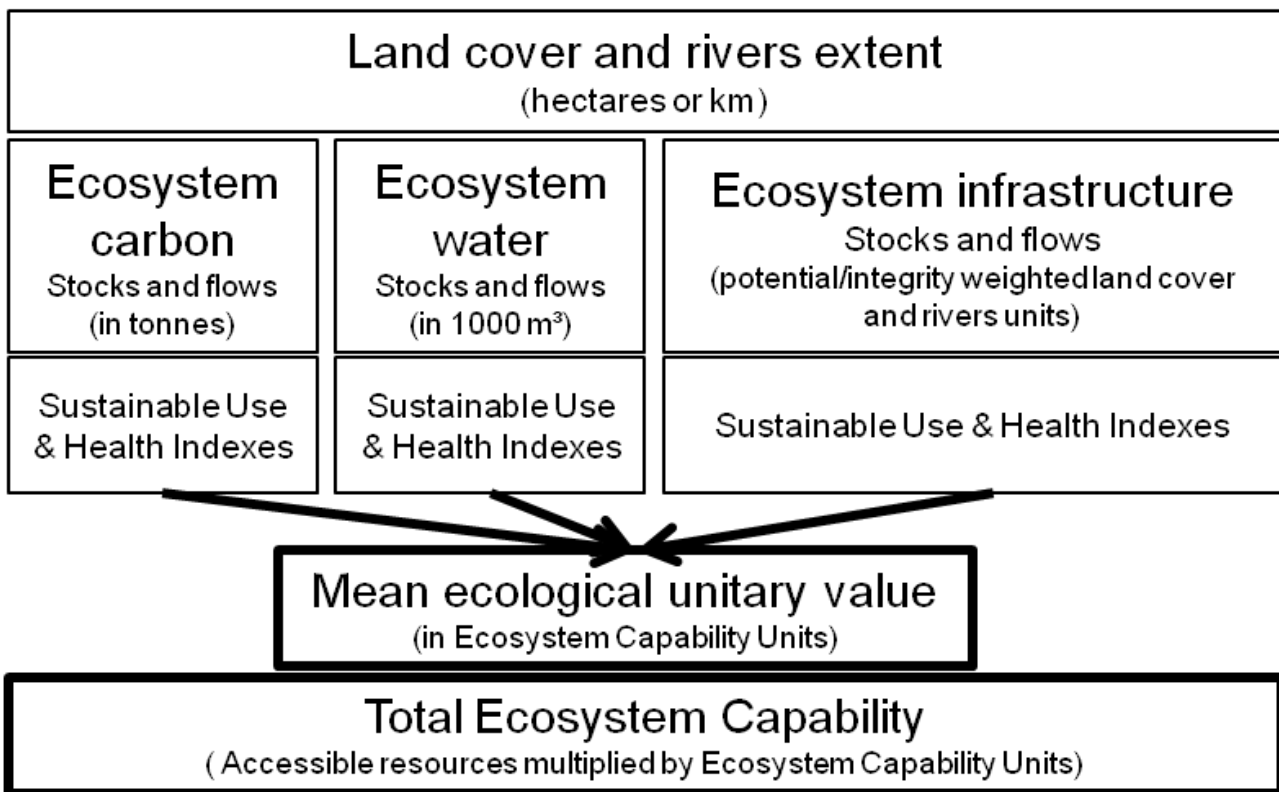 Land cover and rivers extent
(hectares or km)
Ecosystem
carbon
Stocks and flows
(in tonnes)
Ecosystem
water
Stocks and flows
(in 1000 m³)
Ecosystem infrastructure
Stocks and flows
(potential/integrity weighted land cover
and rivers units)
Sustainable Use
& Health Indexes
Sustainable Use
& Health Indexes
Sustainable Use & Health Indexes
Mean ecological unitary value
(in Ecosystem Capability Units)
Total Ecosystem Capability
( Accessible resources multiplied by Ecosystem Capability Units)